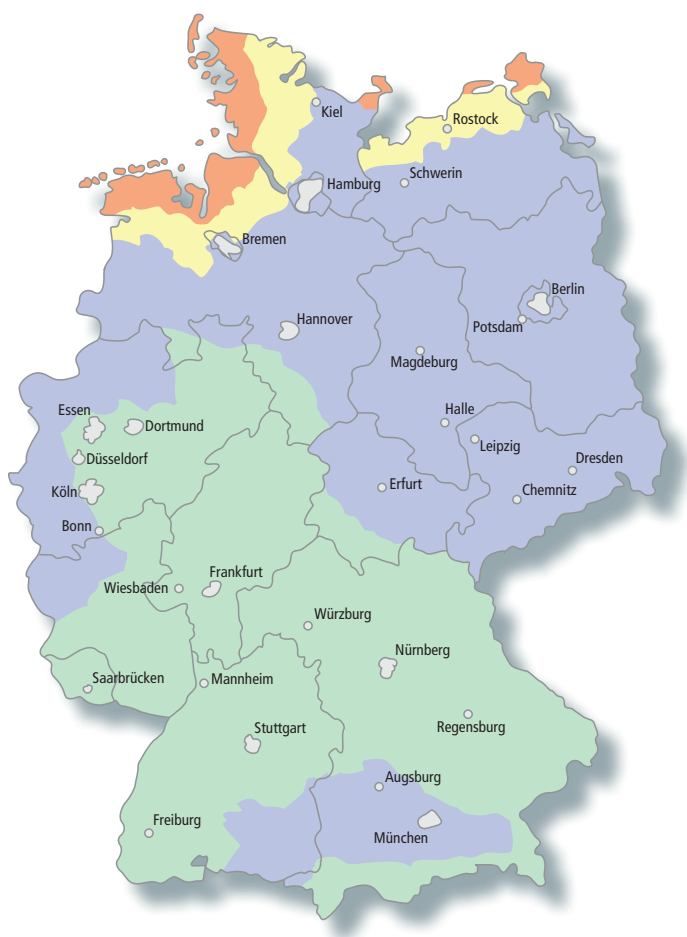 Kiel
Rostock
Schwerin
Hamburg
Bremen
Berlin
Hannover
Potsdam
Magdeburg
Essen
Halle
Dortmund
Leipzig
Düsseldorf
Dresden
Köln
Erfurt
Chemnitz
Bonn
Frankfurt
Wiesbaden
Würzburg
Nürnberg
Saarbrücken
Mannheim
Regensburg
Stuttgart
Augsburg
Freiburg
München